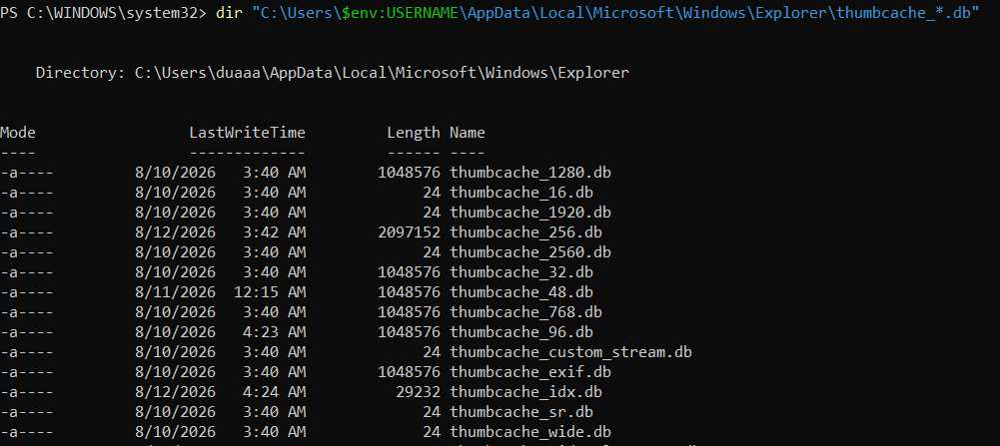 PS C:\WINDOWS\system32> dir "C:\Users\$env:USERNAME\AppData\Local\Microsoft\Windows\Explorer\thumbcache_*.db"
Directory: C:\Users\duaaa\AppData\Local\Microsoft\Windows\Explorer
Mode LastWriteTime Length Name
---- ------------- ------ ----
-a---- 8/10/2026 3:40 AM 1048576 thumbcache_1280.db
-a---- 8/10/2026 3:40 AM 24 thumbcache_16.db
-a---- 8/10/2026 3:40 AM 24 thumbcache_1920.db
-a---- 8/12/2026 3:42 AM 2097152 thumbcache_256.db
-a---- 8/10/2026 3:40 AM 24 thumbcache_2560.db
-a---- 8/10/2026 3:40 AM 1048576 thumbcache_32.db
-a---- 8/11/2026 12:15 AM 1048576 thumbcache_48.db
-a---- 8/10/2026 3:40 AM 1048576 thumbcache_768.db
-a---- 8/10/2026 4:23 AM 1048576 thumbcache_96.db
-a---- 8/10/2026 3:40 AM 24 thumbcache_custom_stream.db
-a---- 8/10/2026 3:40 AM 1048576 thumbcache_exif.db
-a---- 8/12/2026 4:24 AM 29232 thumbcache_idx.db
-a---- 8/10/2026 3:40 AM 24 thumbcache_sr.db
-a---- 8/10/2026 3:40 AM 24 thumbcache_wide.db